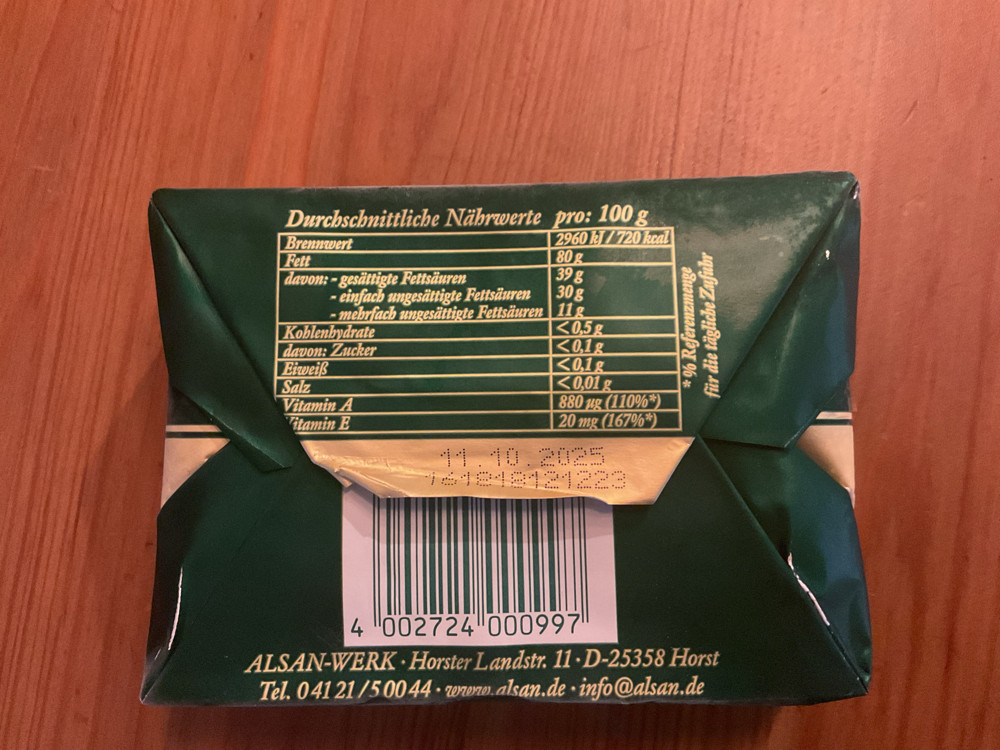 Durchschnittliche Nährwerte pro: 100 g
Brennwert 2960 kJ / 720 kcal
Fett 80 g
davon: - gesättigte Fettsäuren 39 g
- einfach ungesättigte Fettsäuren 30 g
- mehrfach ungesättigte Fettsäuren 11 g
Kohlenhydrate <0,5 g
davon: Zucker <0,1 g
Eiweiß <0,1 g
Salz <0,01 g
Vitamin A 880 µg (110%*)
Vitamin E 20 mg (167%*)
* % Referenzmenge
für die tägliche Zufuhr
11.10.2025
4 002724 000997
ALSAN-WERK · Horster Landstr. 11 · D-25358 Horst
Tel. 0 41 21 / 5 00 44 · www.alsan.de · info@alsan.de